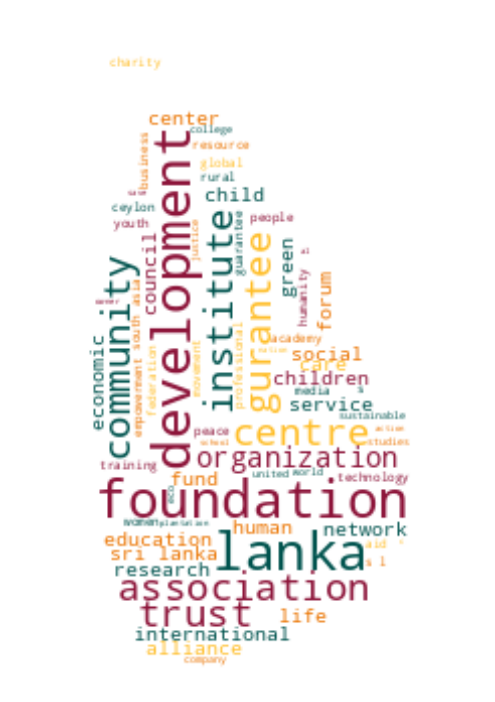 charity
center
college
business
resource
global
rural
child
ceylon
youth
people
development
council
justice
institute
guarantee
gurantee
green
humanity
forum
community
economic
south asia
empowerment
federation
movement
professional
academy
social
care
children
media
service
sustainable
peace
centre
action
school
studies
organization
training
united
world
fund
eco
technology
foundation
women
plantation
human
network
education
sri lanka
lanka
aid
research
s l
association
trust
life
international
alliance
company